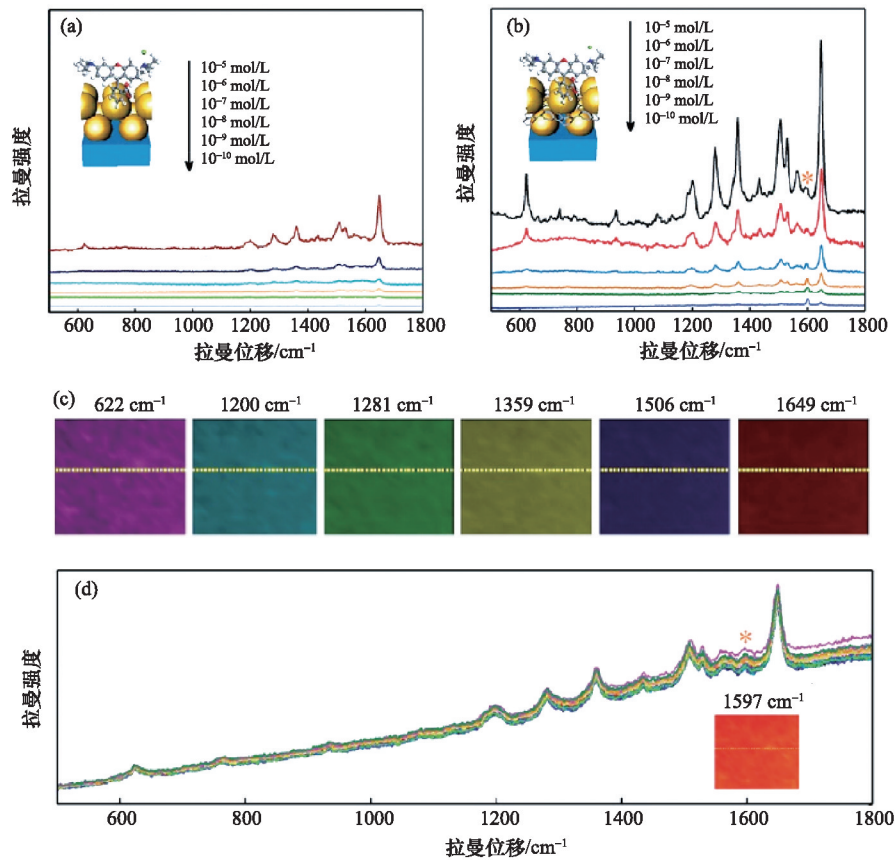 (a)
10⁻⁵ mol/L
10⁻⁶ mol/L
10⁻⁷ mol/L
10⁻⁸ mol/L
10⁻⁹ mol/L
10⁻¹⁰ mol/L
拉曼强度
600 800 1000 1200 1400 1600 1800
拉曼位移/cm⁻¹
(b)
10⁻⁵ mol/L
10⁻⁶ mol/L
10⁻⁷ mol/L
10⁻⁸ mol/L
10⁻⁹ mol/L
10⁻¹⁰ mol/L
*
拉曼强度
600 800 1000 1200 1400 1600 1800
拉曼位移/cm⁻¹
(c)
622 cm⁻¹ 1200 cm⁻¹ 1281 cm⁻¹ 1359 cm⁻¹ 1506 cm⁻¹ 1649 cm⁻¹
(d)
*
1597 cm⁻¹
拉曼强度
600 800 1000 1200 1400 1600 1800
拉曼位移/cm⁻¹